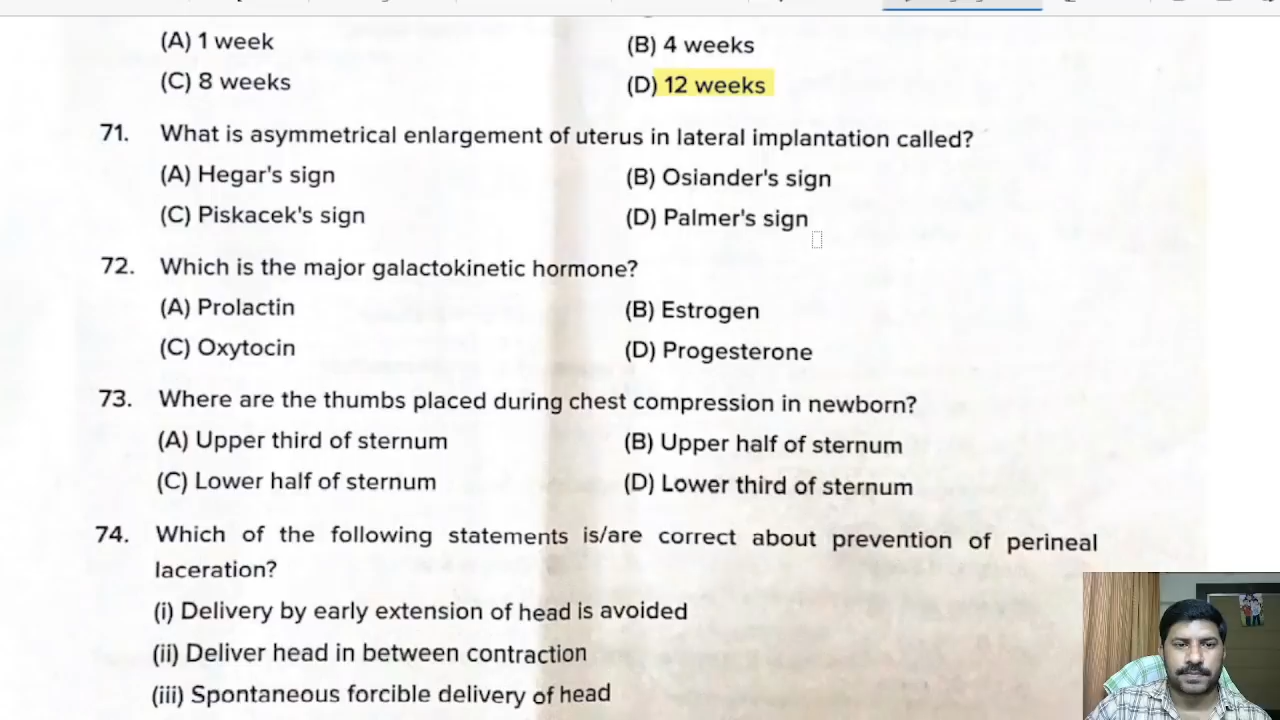 (A) 1 week (B) 4 weeks
(C) 8 weeks (D) 12 weeks
71. What is asymmetrical enlargement of uterus in lateral implantation called?
(A) Hegar's sign (B) Osiander's sign
(C) Piskacek's sign (D) Palmer's sign
72. Which is the major galactokinetic hormone?
(A) Prolactin (B) Estrogen
(C) Oxytocin (D) Progesterone
73. Where are the thumbs placed during chest compression in newborn?
(A) Upper third of sternum (B) Upper half of sternum
(C) Lower half of sternum (D) Lower third of sternum
74. Which of the following statements is/are correct about prevention of perineal
laceration?
(i) Delivery by early extension of head is avoided
(ii) Deliver head in between contraction
(iii) Spontaneous forcible delivery of head